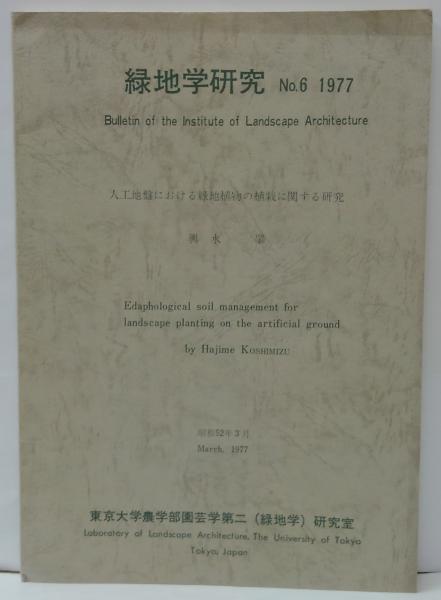 緑地学研究 No.6 1977
Bulletin of the Institute of Landscape Architecture
人工地盤における緑地植物の植栽に関する研究
輿水 肇
Edaphological soil management for
landscape planting on the artificial ground
by Hajime KOSHIMIZU
昭和52年3月
March, 1977
東京大学農学部園芸学第二（緑地学）研究室
Laboratory of Landscape Architecture, The University of Tokyo
Tokyo, Japan